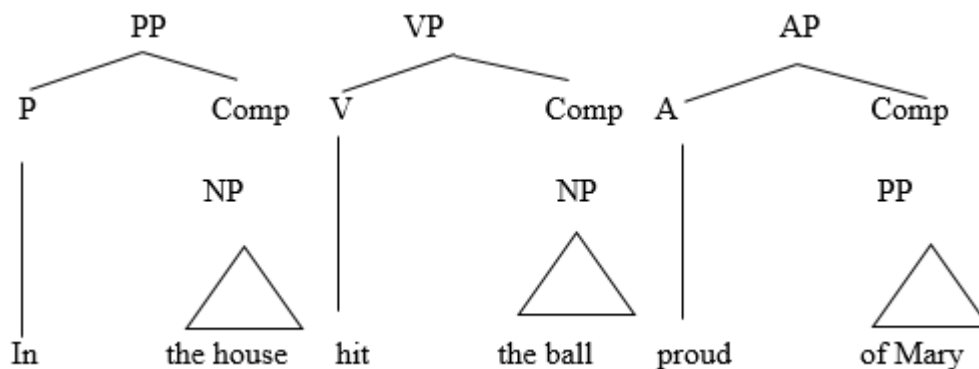 PP VP AP
P Comp V Comp A Comp
NP NP PP
In the house hit the ball proud of Mary